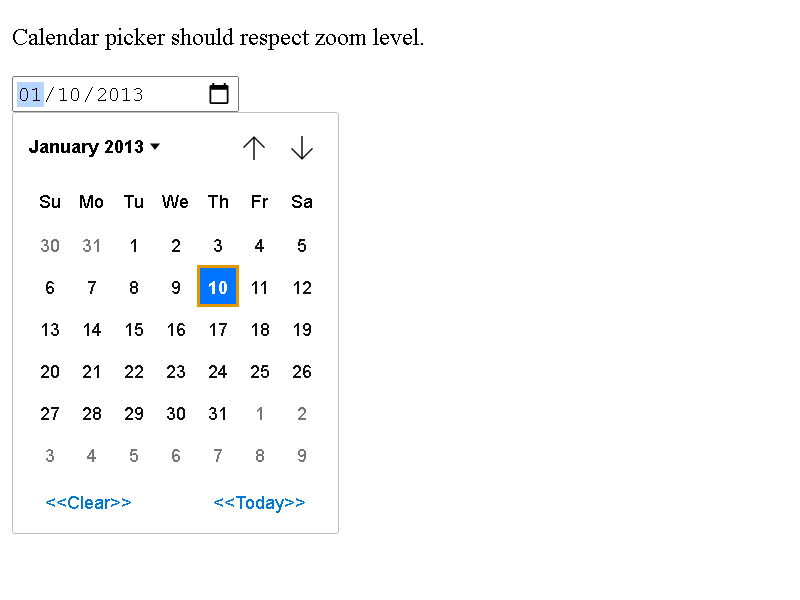 Calendar picker should respect zoom level.
01/10/2013
January 2013
Su Mo Tu We Th Fr Sa
30 31 1 2 3 4 5
6 7 8 9 10 11 12
13 14 15 16 17 18 19
20 21 22 23 24 25 26
27 28 29 30 31 1 2
3 4 5 6 7 8 9
<<Clear>> <<Today>>